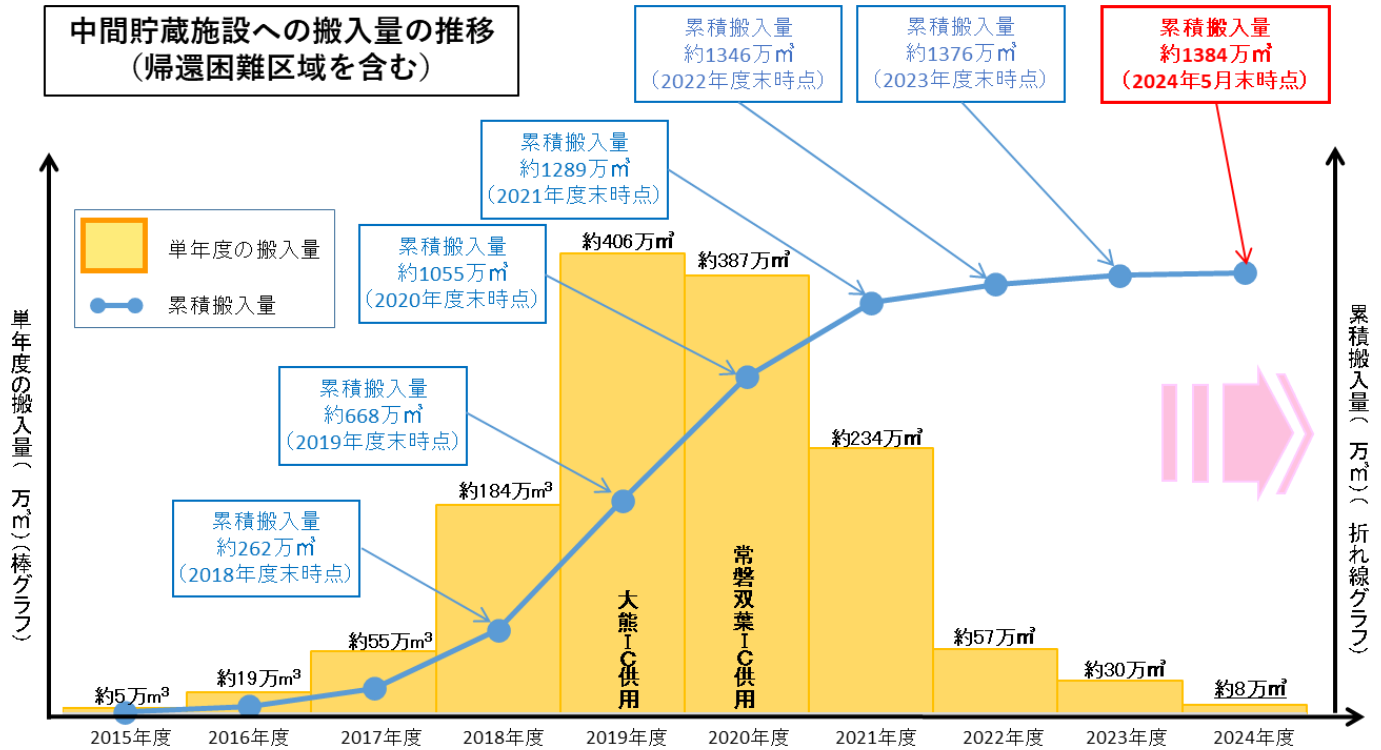 中間貯蔵施設への搬入量の推移
（帰還困難区域を含む）
累積搬入量
約1346万㎥
(2022年度末時点)
累積搬入量
約1376万㎥
(2023年度末時点)
累積搬入量
約1384万㎥
(2024年5月末時点)
累積搬入量
約1289万㎥
(2021年度末時点)
単年度の搬入量
累積搬入量
累積搬入量
約1055万㎥
(2020年度末時点)
累積搬入量
約668万㎥
(2019年度末時点)
累積搬入量
約262万㎥
(2018年度末時点)
単年度の搬入量（万㎥）（棒グラフ）
累積搬入量（万㎥）（折れ線グラフ）
約5万m³
約19万m³
約55万m³
約184万m³
約406万㎥
約387万㎥
約234万㎥
約57万㎥
約30万㎥
約8万㎥
大熊IC供用
常磐双葉IC供用
2015年度
2016年度
2017年度
2018年度
2019年度
2020年度
2021年度
2022年度
2023年度
2024年度